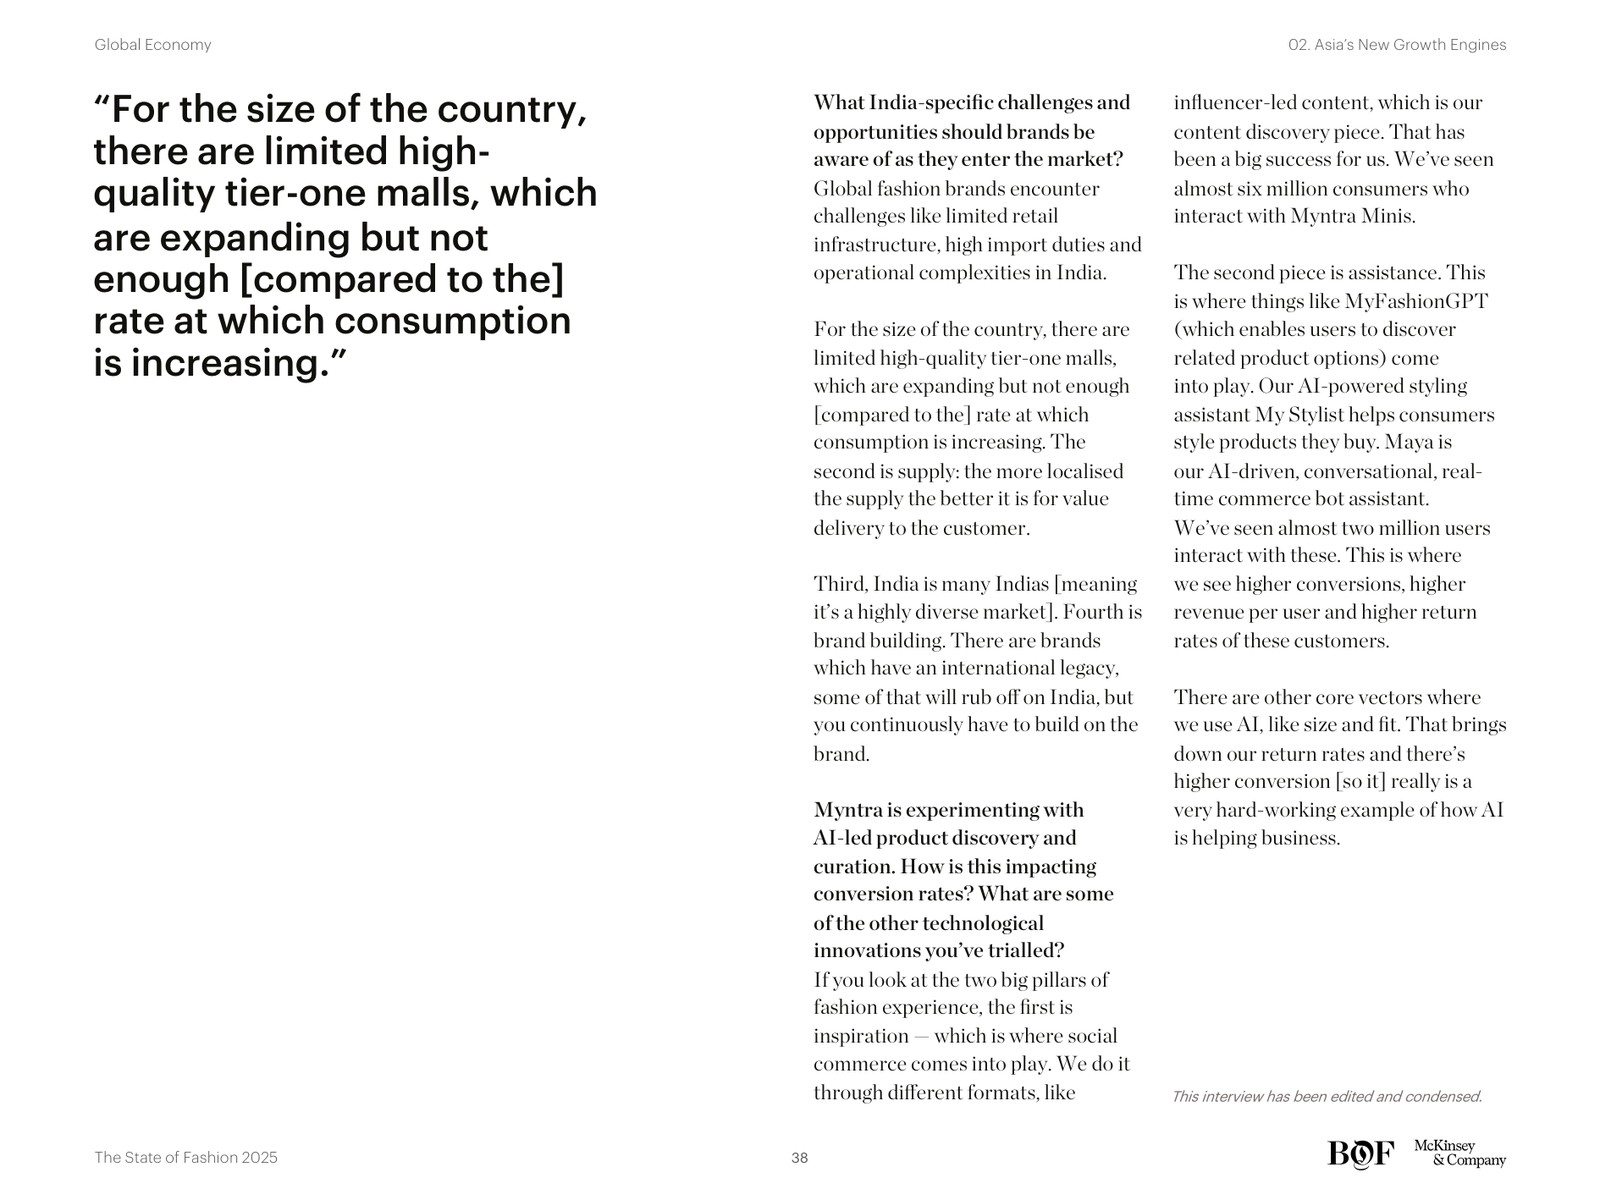 Global Economy
02. Asia’s New Growth Engines
“For the size of the country,
there are limited high-
quality tier-one malls, which
are expanding but not
enough [compared to the]
rate at which consumption
is increasing.”
What India-specific challenges and
opportunities should brands be
aware of as they enter the market?
Global fashion brands encounter
challenges like limited retail
infrastructure, high import duties and
operational complexities in India.
For the size of the country, there are
limited high-quality tier-one malls,
which are expanding but not enough
[compared to the] rate at which
consumption is increasing. The
second is supply: the more localised
the supply the better it is for value
delivery to the customer.
Third, India is many Indias [meaning
it’s a highly diverse market]. Fourth is
brand building. There are brands
which have an international legacy,
some of that will rub off on India, but
you continuously have to build on the
brand.
Myntra is experimenting with
AI-led product discovery and
curation. How is this impacting
conversion rates? What are some
of the other technological
innovations you’ve trialled?
If you look at the two big pillars of
fashion experience, the first is
inspiration — which is where social
commerce comes into play. We do it
through different formats, like
influencer-led content, which is our
content discovery piece. That has
been a big success for us. We’ve seen
almost six million consumers who
interact with Myntra Minis.
The second piece is assistance. This
is where things like MyFashionGPT
(which enables users to discover
related product options) come
into play. Our AI-powered styling
assistant My Stylist helps consumers
style products they buy. Maya is
our AI-driven, conversational, real-
time commerce bot assistant.
We’ve seen almost two million users
interact with these. This is where
we see higher conversions, higher
revenue per user and higher return
rates of these customers.
There are other core vectors where
we use AI, like size and fit. That brings
down our return rates and there’s
higher conversion [so it] really is a
very hard-working example of how AI
is helping business.
This interview has been edited and condensed.
The State of Fashion 2025
38
BOF
McKinsey
& Company